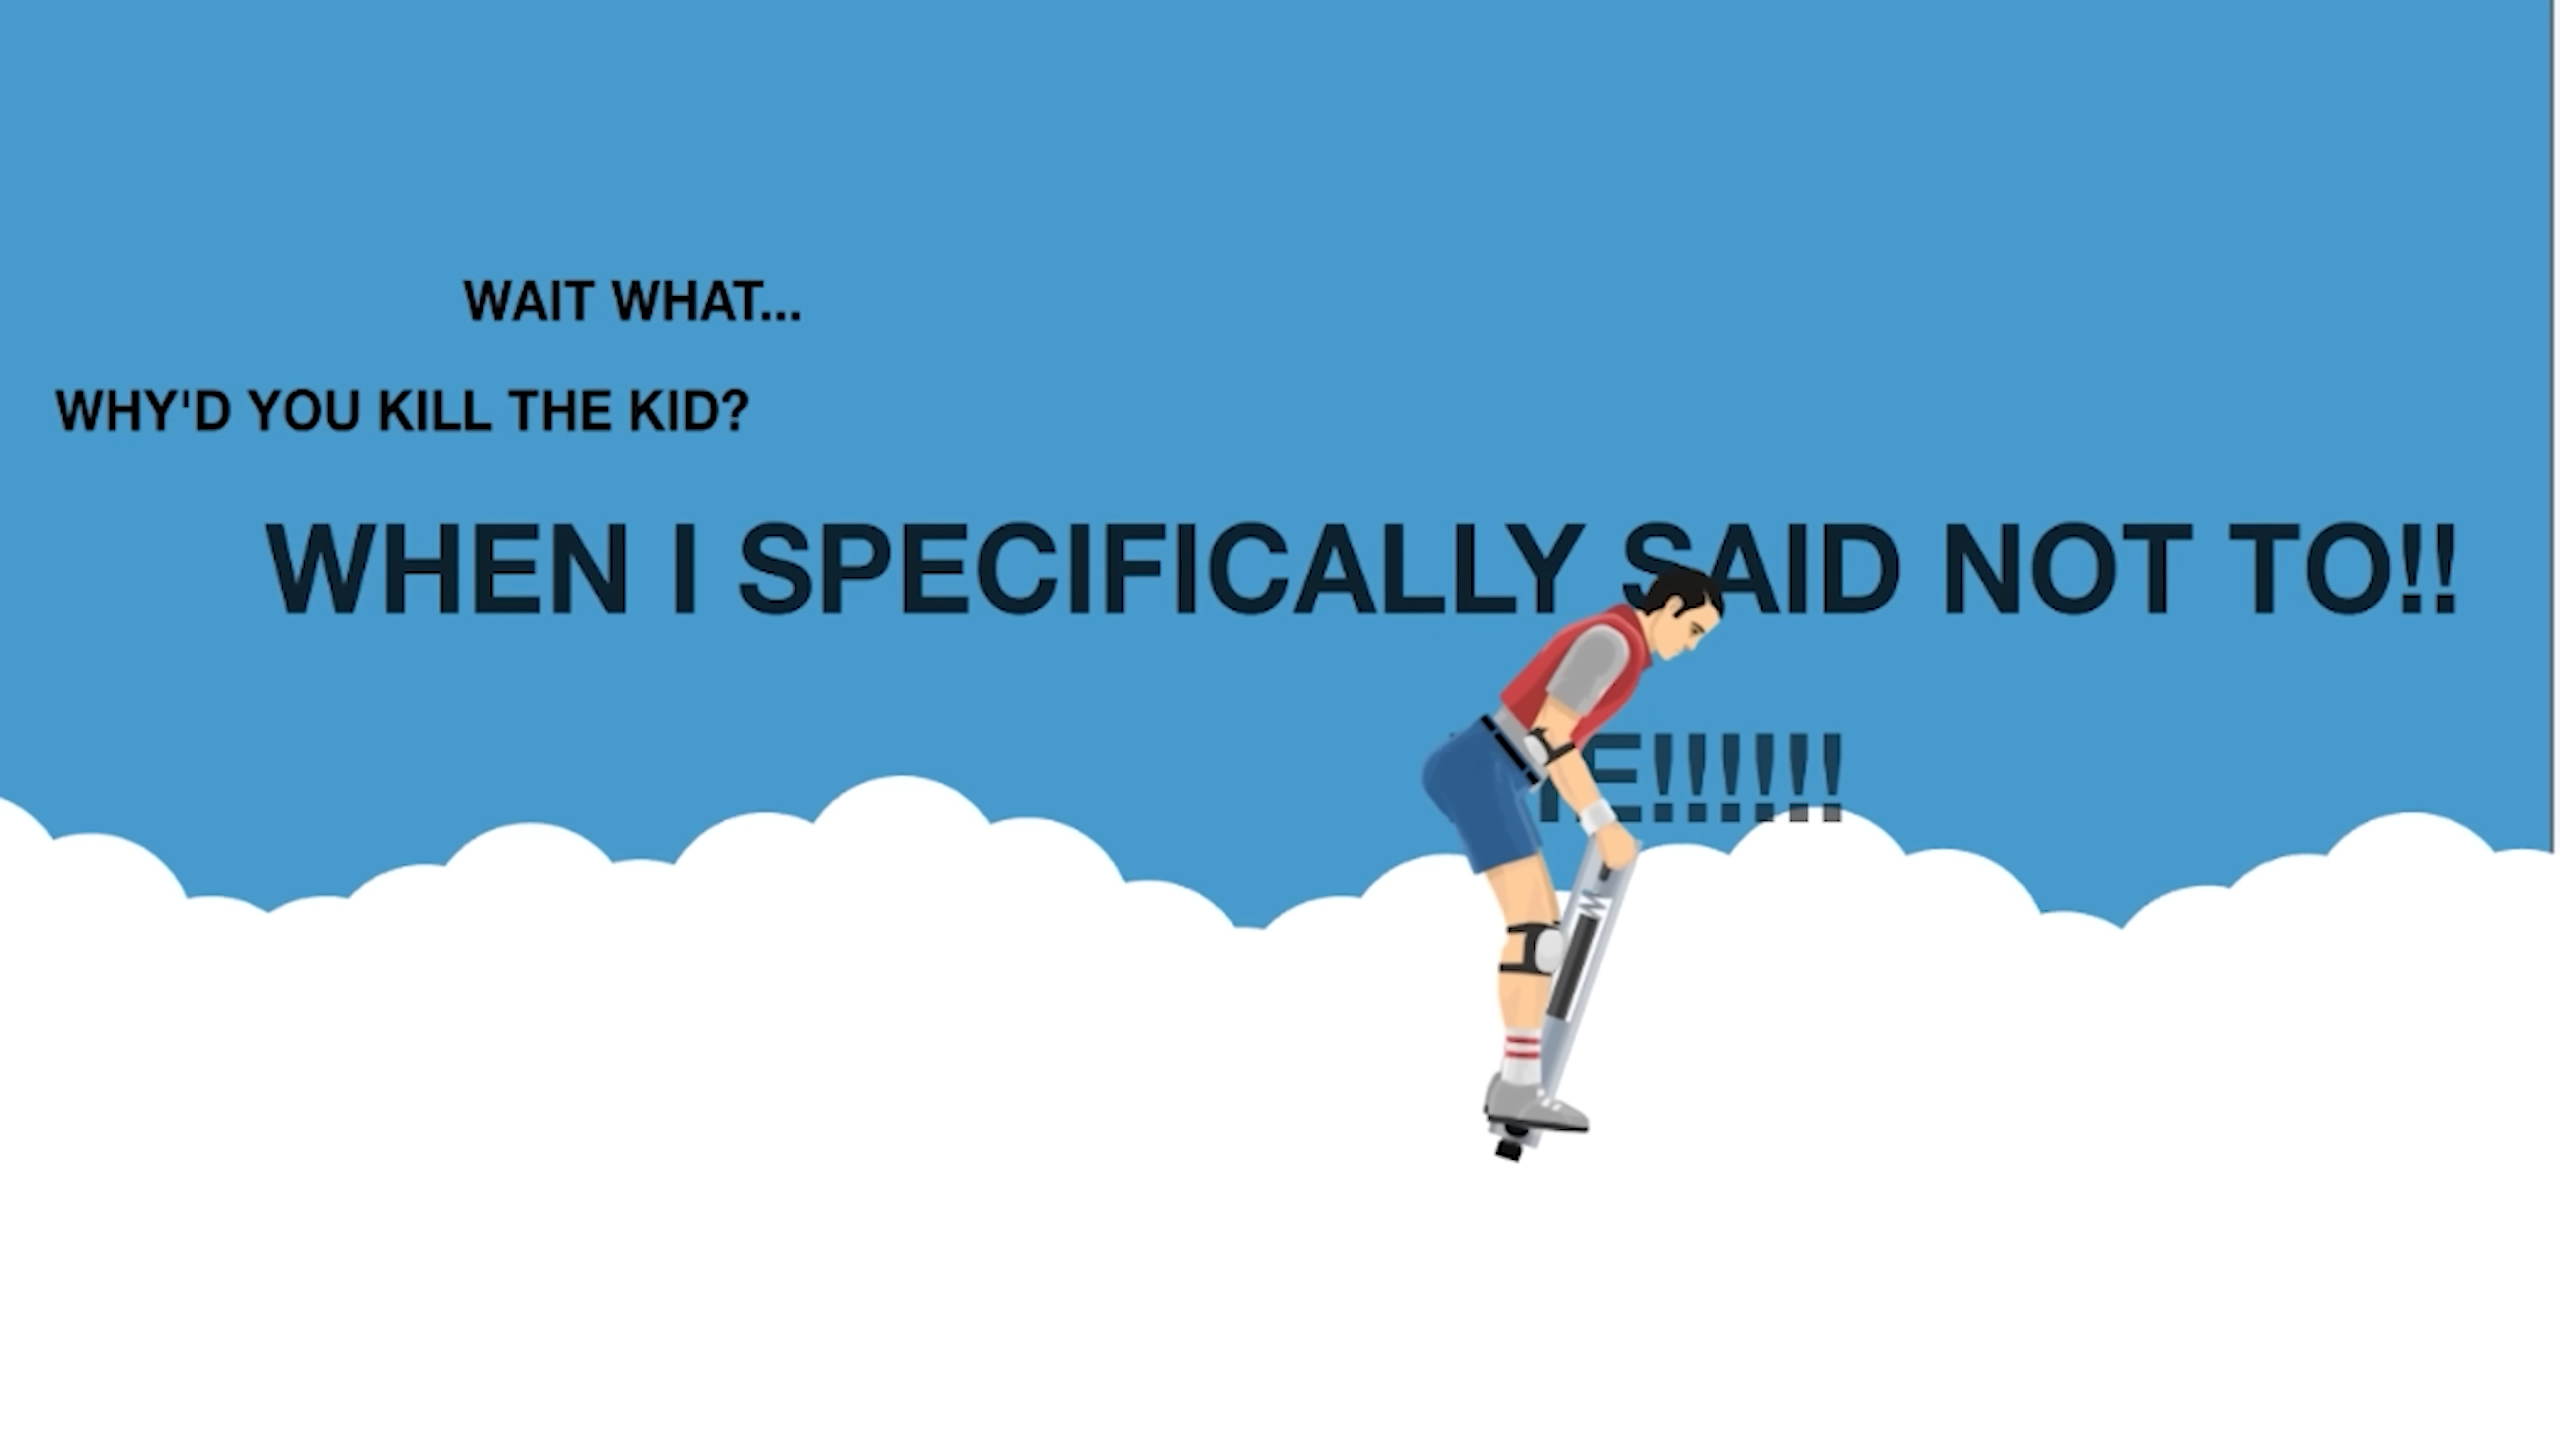 WAIT WHAT...
WHY'D YOU KILL THE KID?
WHEN I SPECIFICALLY SAID NOT TO!!